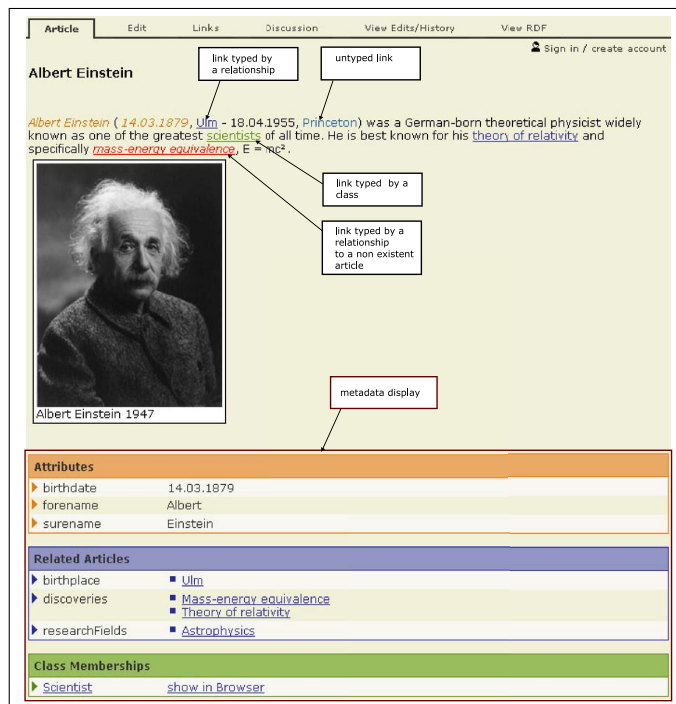 Article Edit Links Discussion View Edits/History View RDF
Sign in / create account
link typed by a relationship
untyped link
Albert Einstein
Albert Einstein ( 14.03.1879, Ulm - 18.04.1955, Princeton) was a German-born theoretical physicist widely
known as one of the greatest scientists of all time. He is best known for his theory of relativity and
specifically mass-energy equivalence, E = mc².
link typed by a
class
link typed by a
relationship
to a non existent
article
Albert Einstein 1947
metadata display
Attributes
birthdate 14.03.1879
forename Albert
surename Einstein
Related Articles
birthplace Ulm
discoveries Mass-energy equivalence
Theory of relativity
researchFields Astrophysics
Class Memberships
Scientist show in Browser